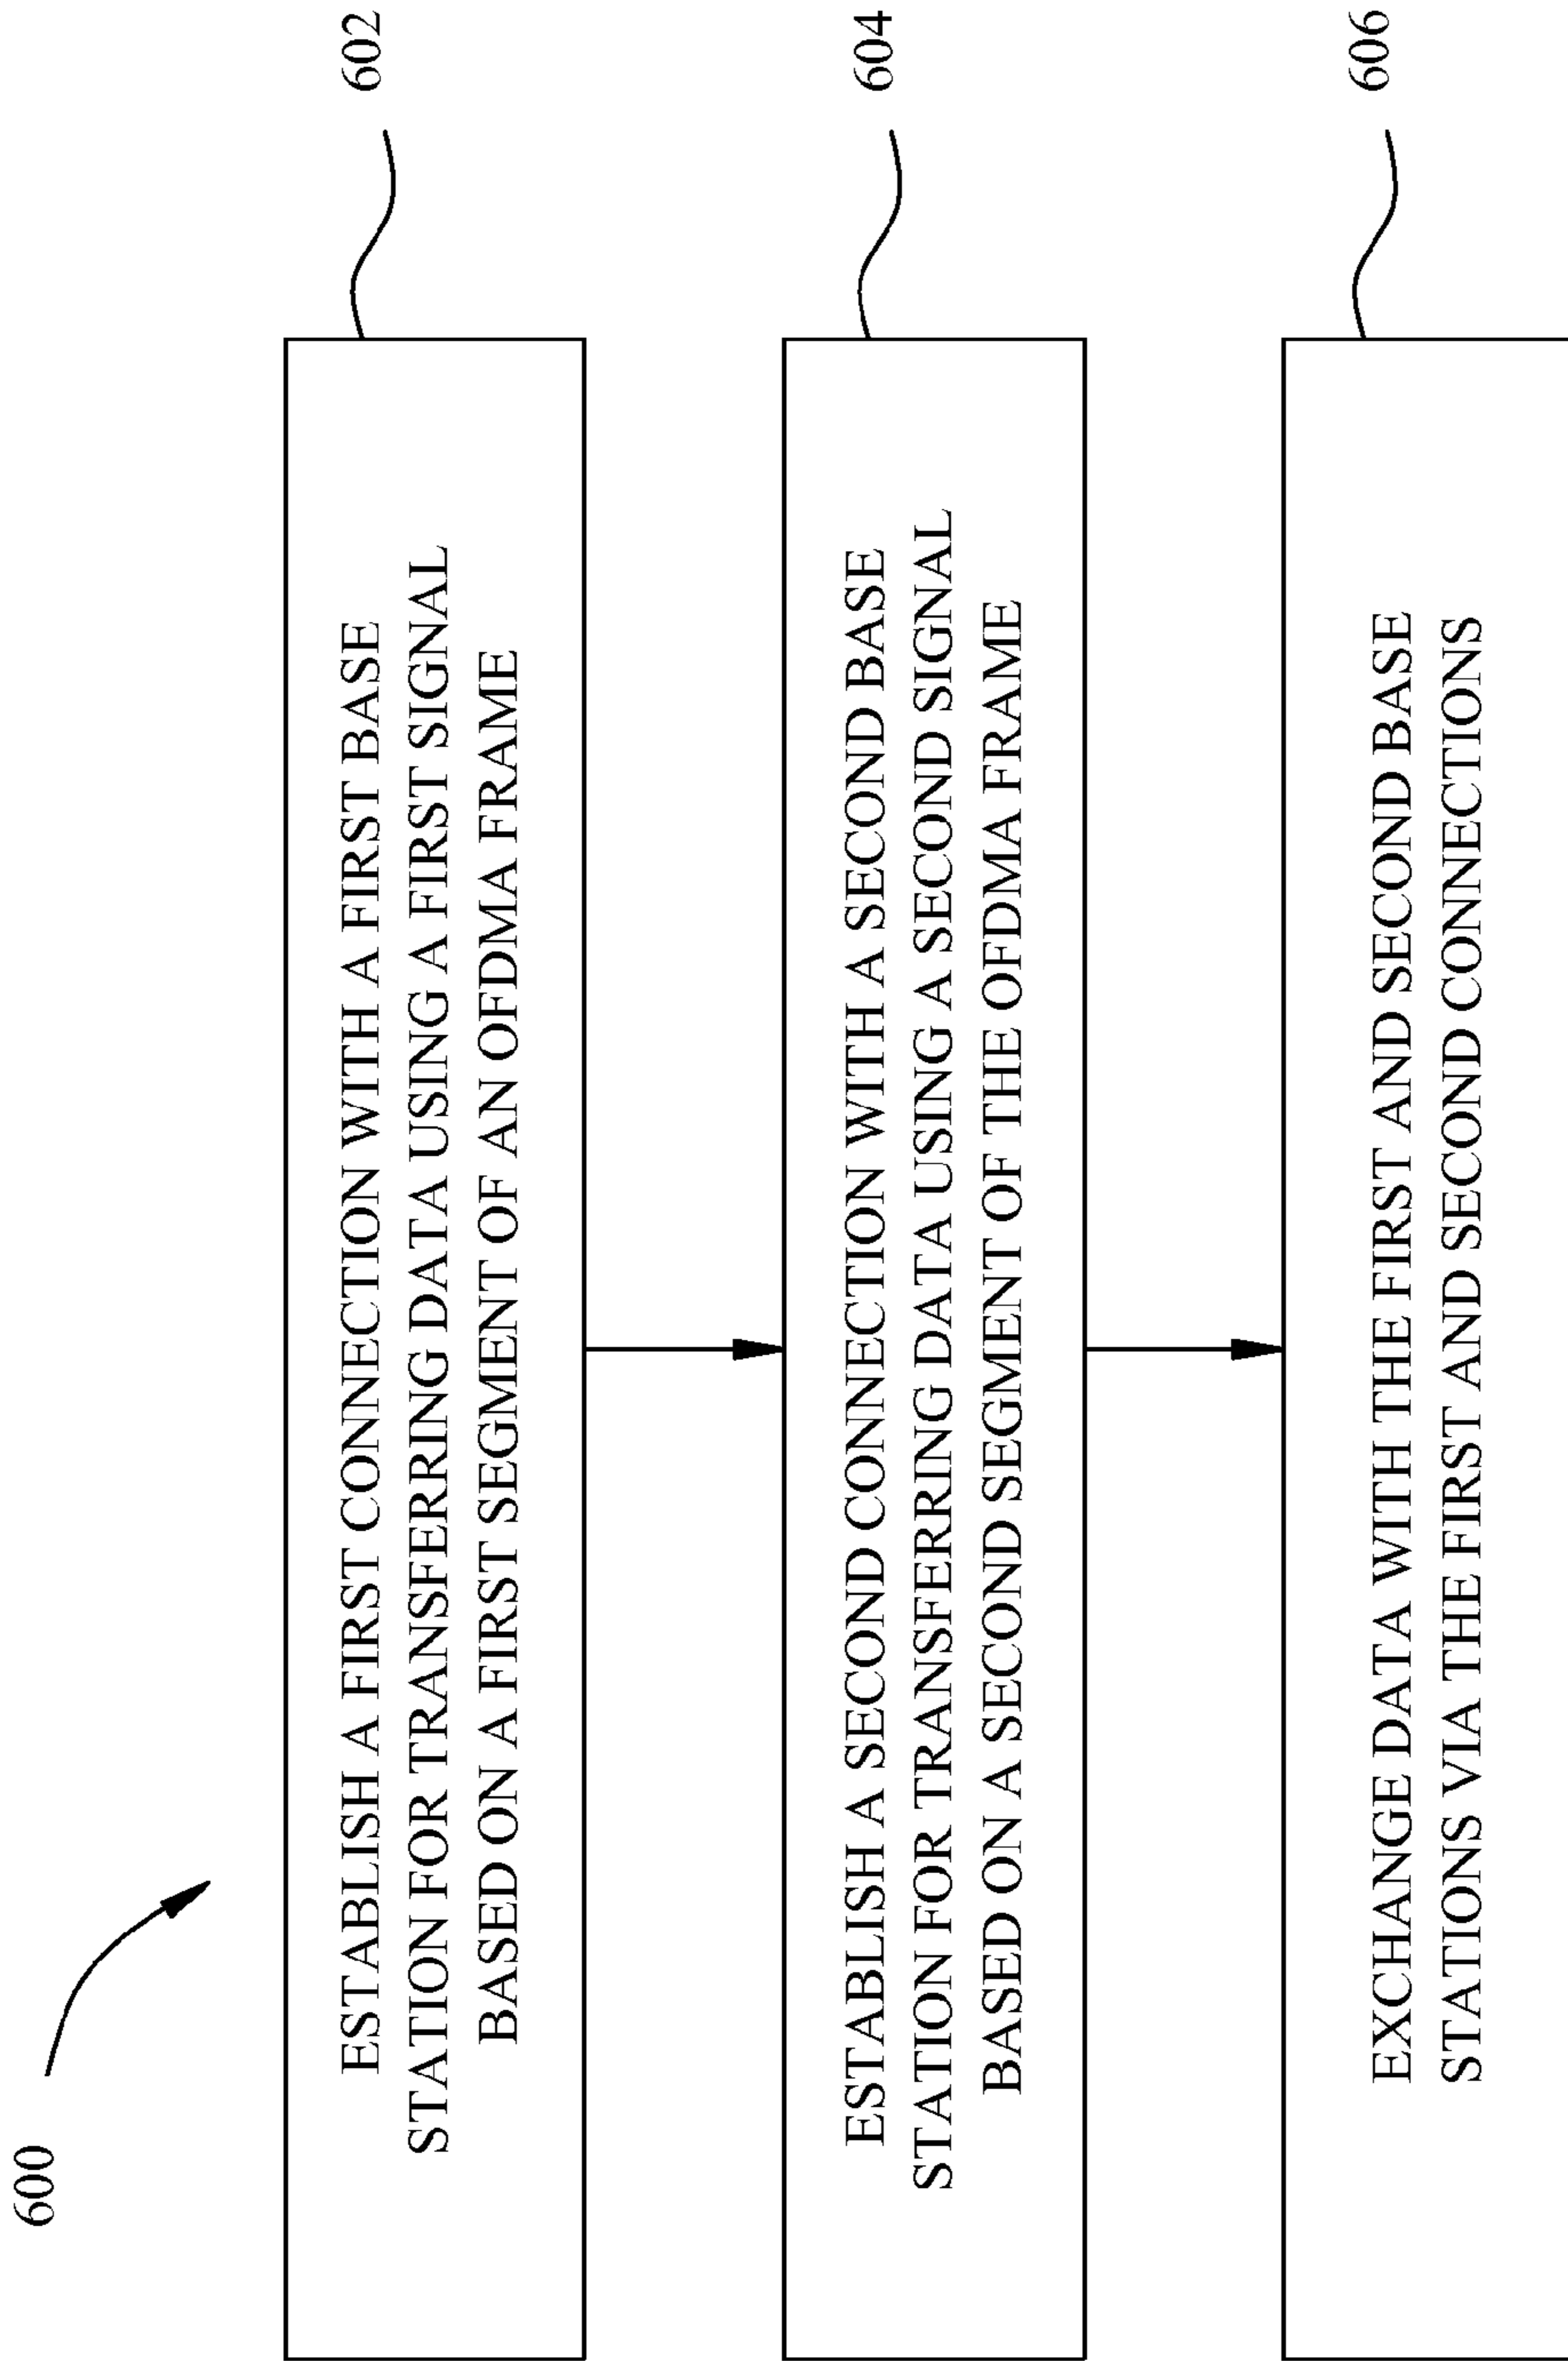 600
ESTABLISH A FIRST CONNECTION WITH A FIRST BASE
STATION FOR TRANSFERRING DATA USING A FIRST SIGNAL
BASED ON A FIRST SEGMENT OF AN OFDMA FRAME
602
ESTABLISH A SECOND CONNECTION WITH A SECOND BASE
STATION FOR TRANSFERRING DATA USING A SECOND SIGNAL
BASED ON A SECOND SEGMENT OF THE OFDMA FRAME
604
EXCHANGE DATA WITH THE FIRST AND SECOND BASE
STATIONS VIA THE FIRST AND SECOND CONNECTIONS
606